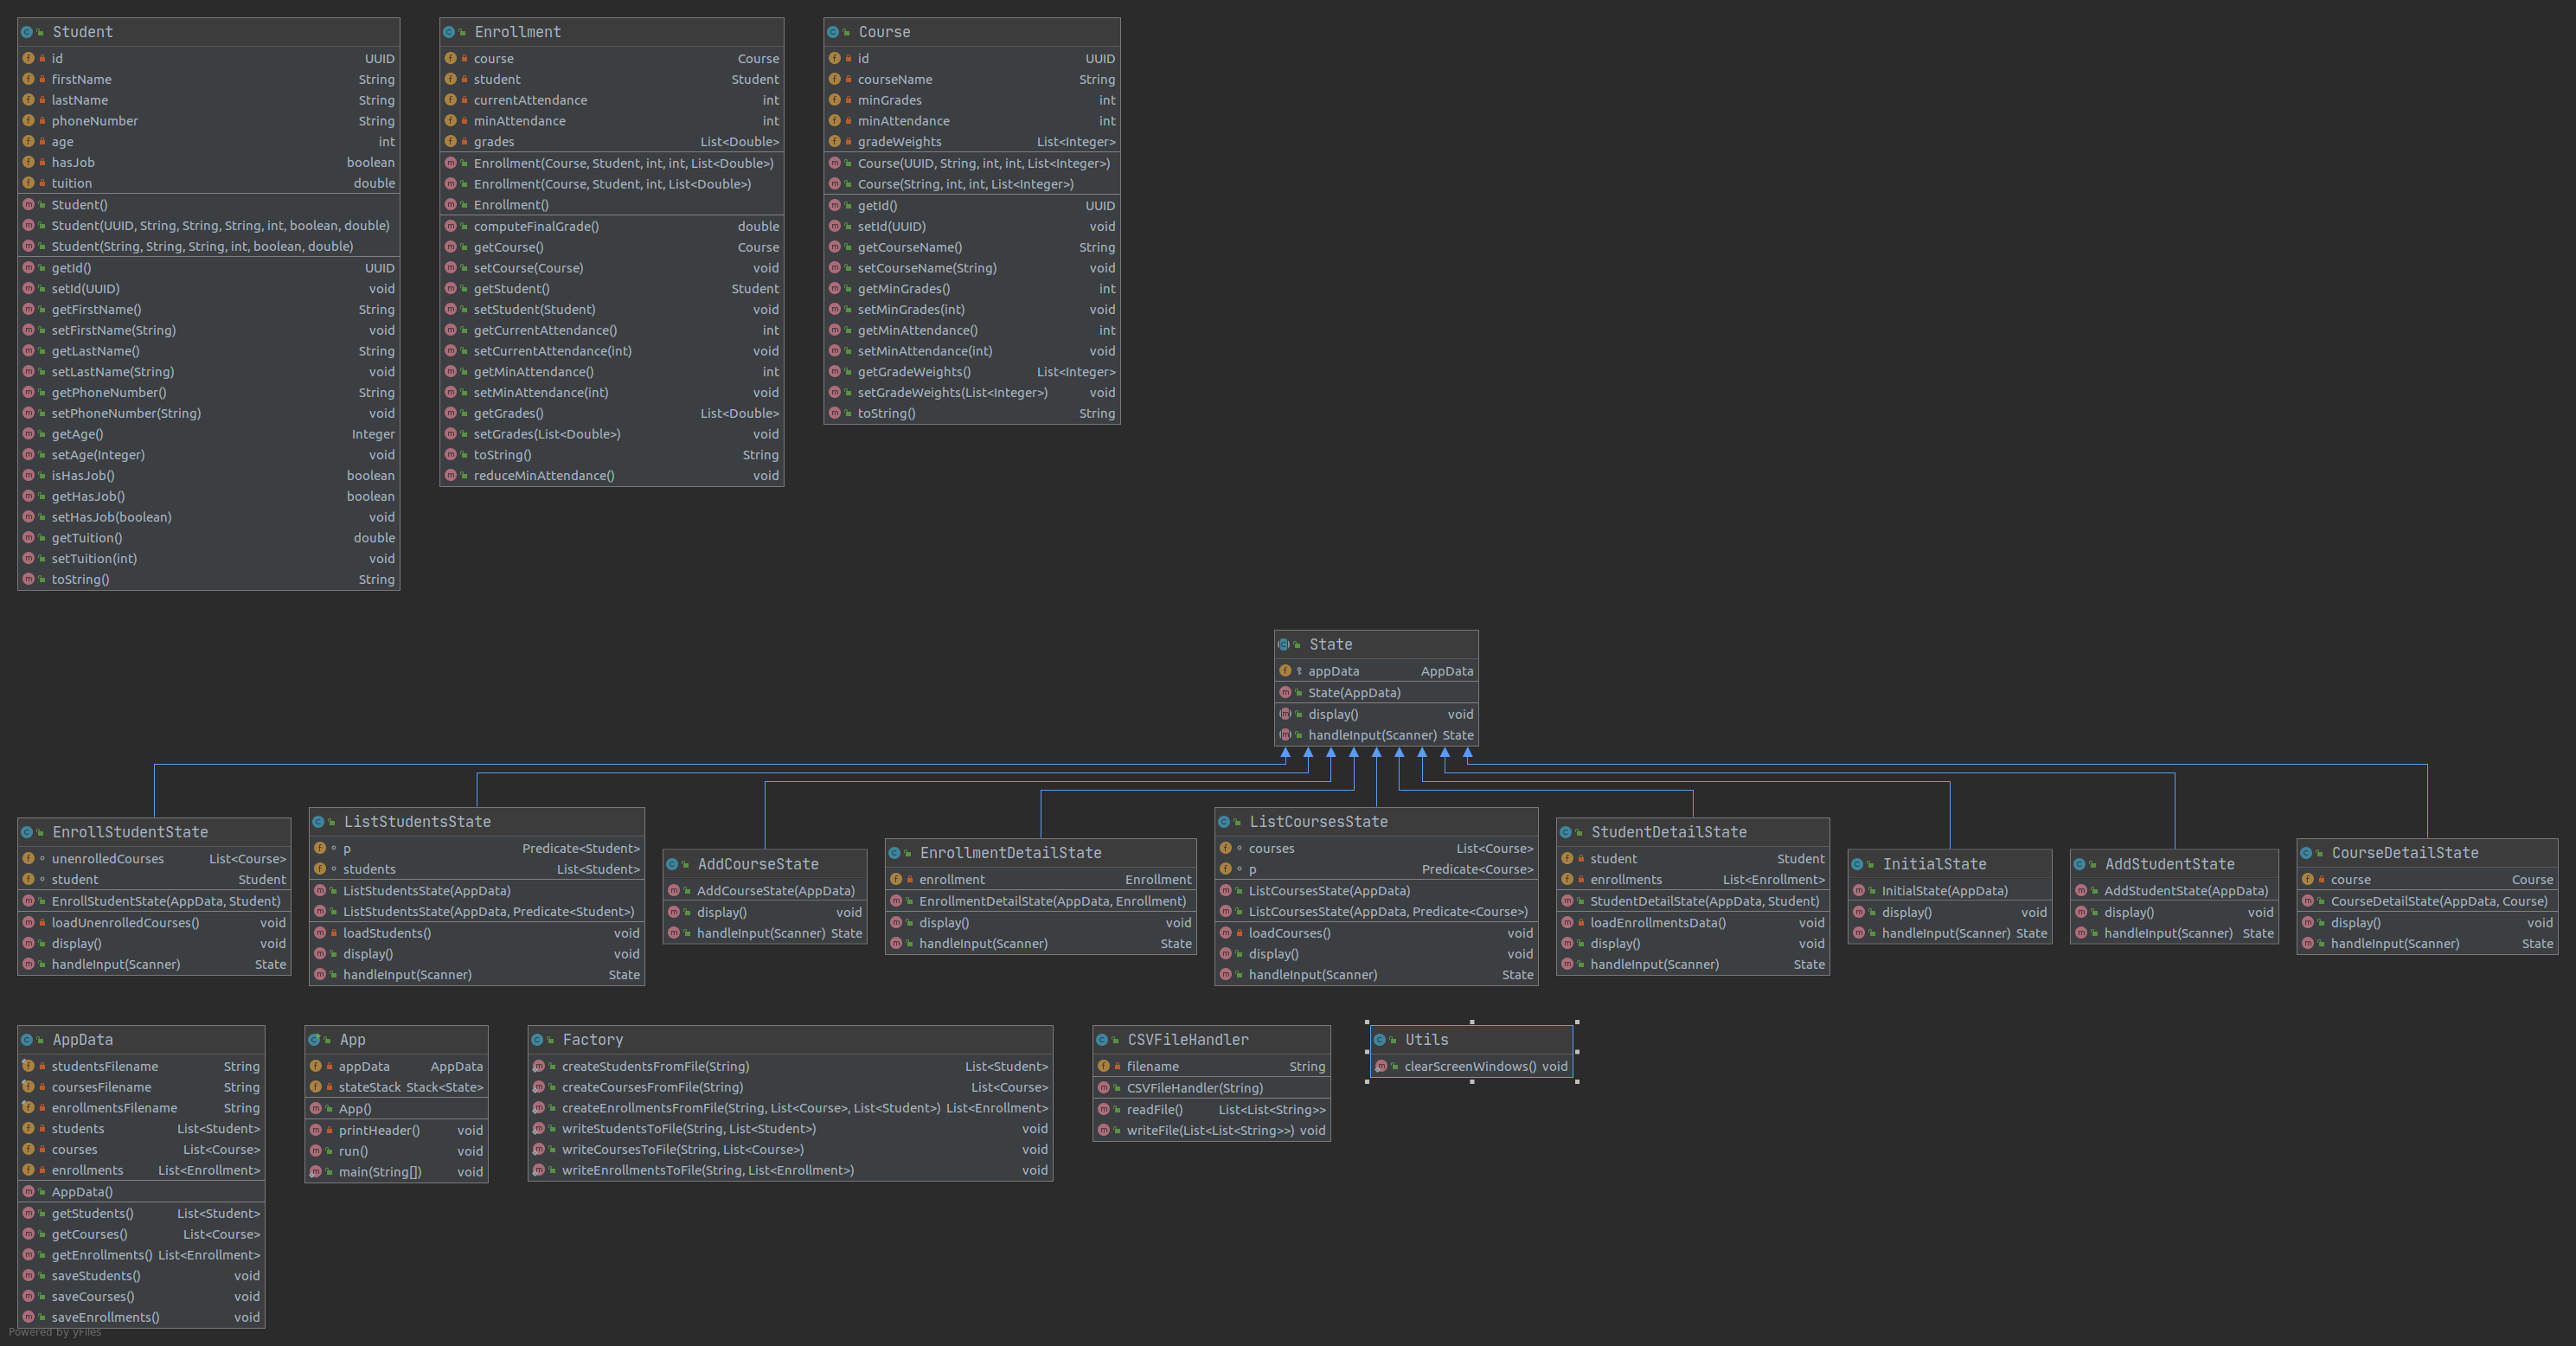 Student
id UUID
firstName String
lastName String
phoneNumber String
age int
hasJob boolean
tuition double
Student()
Student(UUID, String, String, String, int, boolean, double)
Student(String, String, String, int, boolean, double)
getId() UUID
setId(UUID) void
getFirstName() String
setFirstName(String) void
getLastName() String
setLastName(String) void
getPhoneNumber() String
setPhoneNumber(String) void
getAge() Integer
setAge(Integer) void
isHasJob() boolean
getHasJob() boolean
setHasJob(boolean) void
getTuition() double
setTuition(int) void
toString() String
Enrollment
course Course
student Student
currentAttendance int
minAttendance int
grades List<Double>
Enrollment(Course, Student, int, int, List<Double>)
Enrollment(Course, Student, int, List<Double>)
Enrollment()
computeFinalGrade() double
getCourse() Course
setCourse(Course) void
getStudent() Student
setStudent(Student) void
getCurrentAttendance() int
setCurrentAttendance(int) void
getMinAttendance() int
setMinAttendance(int) void
getGrades() List<Double>
setGrades(List<Double>) void
toString() String
reduceMinAttendance() void
Course
id UUID
courseName String
minGrades int
minAttendance int
gradeWeights List<Integer>
Course(UUID, String, int, int, List<Integer>)
Course(String, int, int, List<Integer>)
getId() UUID
setId(UUID) void
getCourseName() String
setCourseName(String) void
getMinGrades() int
setMinGrades(int) void
getMinAttendance() int
setMinAttendance(int) void
getGradeWeights() List<Integer>
setGradeWeights(List<Integer>) void
toString() String
State
appData AppData
State(AppData)
display() void
handleInput(Scanner) State
EnrollStudentState
unenrolledCourses List<Course>
student Student
EnrollStudentState(AppData, Student)
loadUnenrolledCourses() void
display() void
handleInput(Scanner) State
ListStudentsState
p Predicate<Student>
students List<Student>
ListStudentsState(AppData)
ListStudentsState(AppData, Predicate<Student>)
loadStudents() void
display() void
handleInput(Scanner) State
AddCourseState
AddCourseState(AppData)
display() void
handleInput(Scanner) State
EnrollmentDetailState
enrollment Enrollment
EnrollmentDetailState(AppData, Enrollment)
display() void
handleInput(Scanner) State
ListCoursesState
courses List<Course>
p Predicate<Course>
ListCoursesState(AppData)
ListCoursesState(AppData, Predicate<Course>)
loadCourses() void
display() void
handleInput(Scanner) State
StudentDetailState
student Student
enrollments List<Enrollment>
StudentDetailState(AppData, Student)
loadEnrollmentsData() void
display() void
handleInput(Scanner) State
InitialState
InitialState(AppData)
display() void
handleInput(Scanner) State
AddStudentState
AddStudentState(AppData)
display() void
handleInput(Scanner) State
CourseDetailState
course Course
CourseDetailState(AppData, Course)
display() void
handleInput(Scanner) State
AppData
studentsFilename String
coursesFilename String
enrollmentsFilename String
students List<Student>
courses List<Course>
enrollments List<Enrollment>
AppData()
getStudents() List<Student>
getCourses() List<Course>
getEnrollments() List<Enrollment>
saveStudents() void
saveCourses() void
saveEnrollments() void
App
appData AppData
stateStack Stack<State>
App()
printHeader() void
run() void
main(String[]) void
Factory
createStudentsFromFile(String) List<Student>
createCoursesFromFile(String) List<Course>
createEnrollmentsFromFile(String, List<Course>, List<Student>) List<Enrollment>
writeStudentsToFile(String, List<Student>) void
writeCoursesToFile(String, List<Course>) void
writeEnrollmentsToFile(String, List<Enrollment>) void
CSVFileHandler
filename String
CSVFileHandler(String)
readFile() List<List<String>>
writeFile(List<List<String>>) void
Utils
clearScreenWindows() void
Powered by yFiles